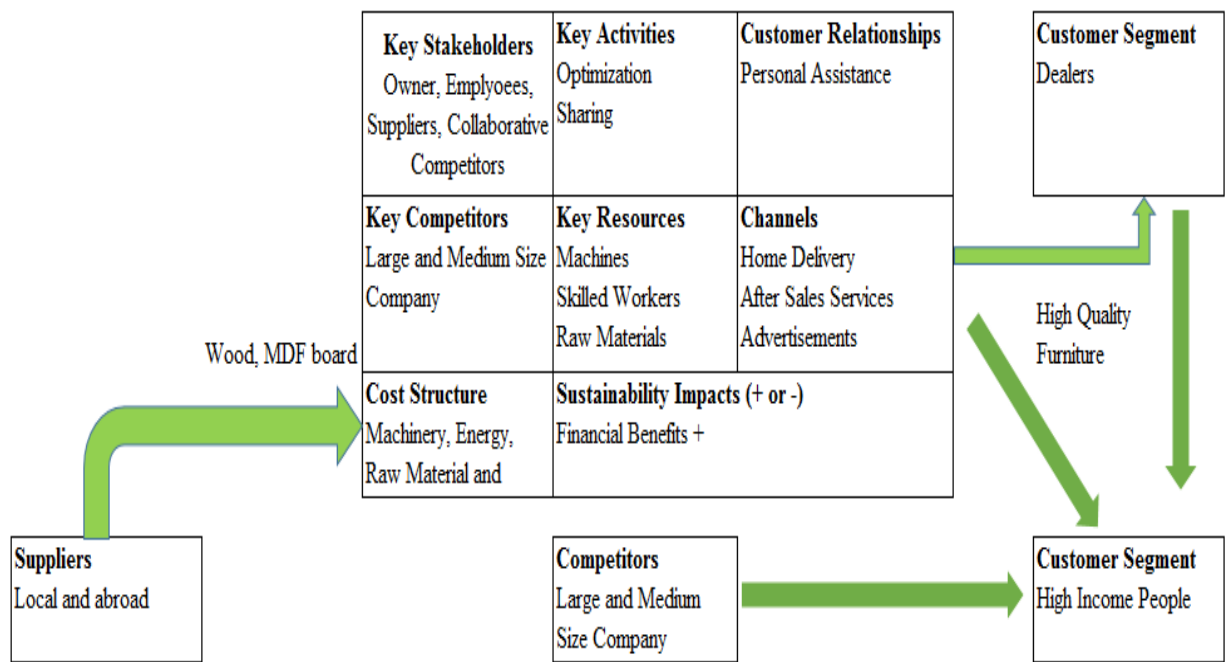 Key Stakeholders
Owner, Emplyoees,
Suppliers, Collaborative
Competitors
Key Activities
Optimization
Sharing
Customer Relationships
Personal Assistance
Customer Segment
Dealers
Key Competitors
Large and Medium Size
Company
Key Resources
Machines
Skilled Workers
Raw Materials
Channels
Home Delivery
After Sales Services
Advertisements
High Quality
Furniture
Wood, MDF board
Cost Structure
Machinery, Energy,
Raw Material and
Sustainability Impacts (+ or -)
Financial Benefits +
Suppliers
Local and abroad
Competitors
Large and Medium
Size Company
Customer Segment
High Income People